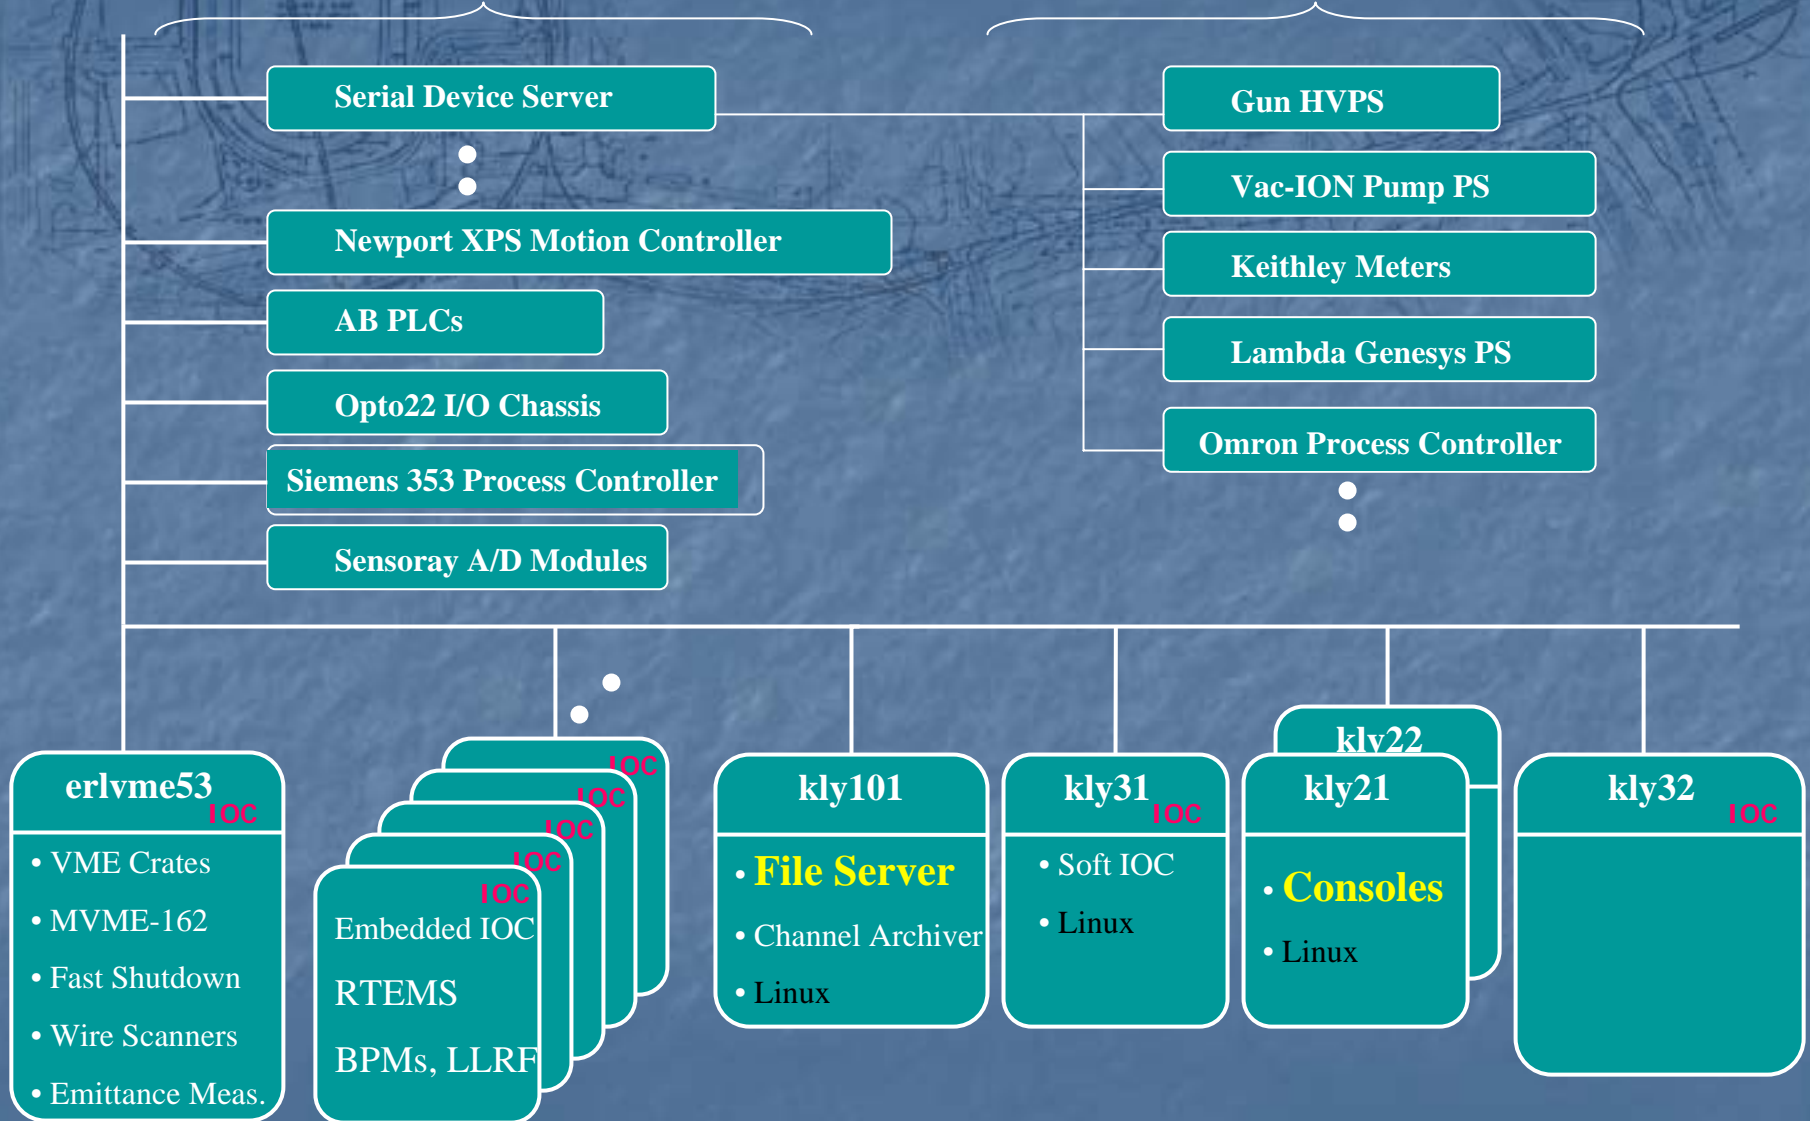 Serial Device Server
Newport XPS Motion Controller
AB PLCs
Opto22 I/O Chassis
Siemens 353 Process Controller
Sensoray A/D Modules
Gun HVPS
Vac-ION Pump PS
Keithley Meters
Lambda Genesys PS
Omron Process Controller
erlvme53
IOC
• VME Crates
• MVME-162
• Fast Shutdown
• Wire Scanners
• Emittance Meas.
IOC
IOC
IOC
IOC
IOC
Embedded IOC
RTEMS
BPMs, LLRF
kly101
• File Server
• Channel Archiver
• Linux
kly31
IOC
• Soft IOC
• Linux
kly22
kly21
• Consoles
• Linux
kly32
IOC